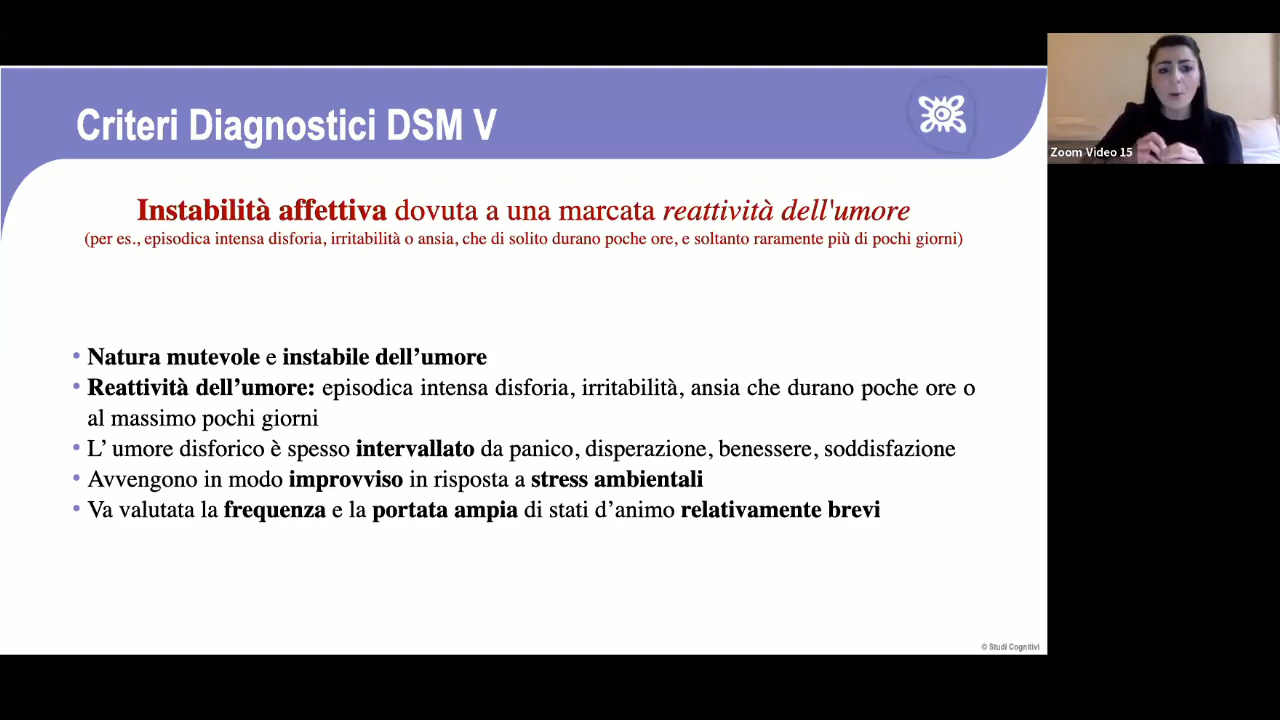 Criteri Diagnostici DSM V
Zoom Video 15
Instabilità affettiva dovuta a una marcata reattività dell'umore
(per es., episodica intensa disforia, irritabilità o ansia, che di solito durano poche ore, e soltanto raramente più di pochi giorni)
• Natura mutevole e instabile dell’umore
• Reattività dell’umore: episodica intensa disforia, irritabilità, ansia che durano poche ore o
al massimo pochi giorni
• L’ umore disforico è spesso intervallato da panico, disperazione, benessere, soddisfazione
• Avvengono in modo improvviso in risposta a stress ambientali
• Va valutata la frequenza e la portata ampia di stati d’animo relativamente brevi
© Studi Cognitivi